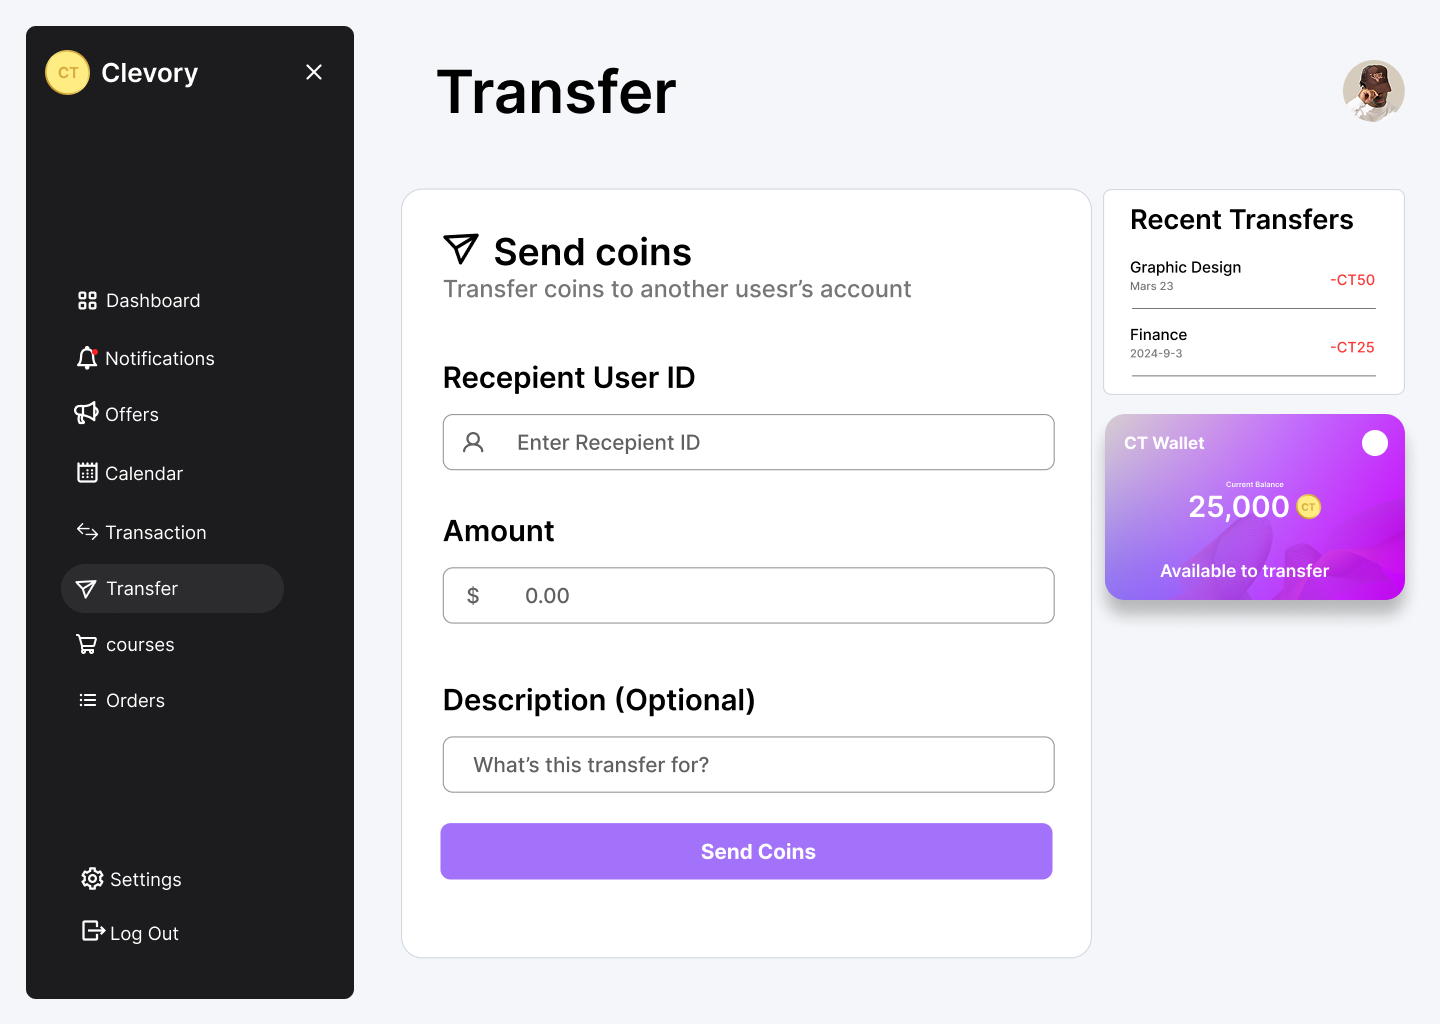 CT Clevory
Dashboard
Notifications
Offers
Calendar
Transaction
Transfer
courses
Orders
Settings
Log Out
Transfer
Send coins
Transfer coins to another usesr’s account
Recepient User ID
Enter Recepient ID
Amount
$ 0.00
Description (Optional)
What’s this transfer for?
Send Coins
Recent Transfers
Graphic Design
Mars 23
-CT50
Finance
2024-9-3
-CT25
CT Wallet
Current Balance
25,000 CT
Available to transfer